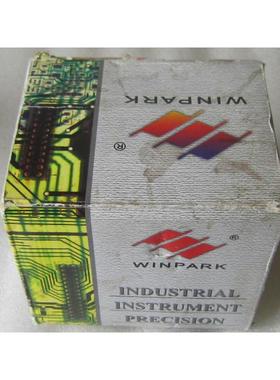 WINPARK
®
®
WINPARK
INDUSTRIAL
INSTRUMENT
PRECISION